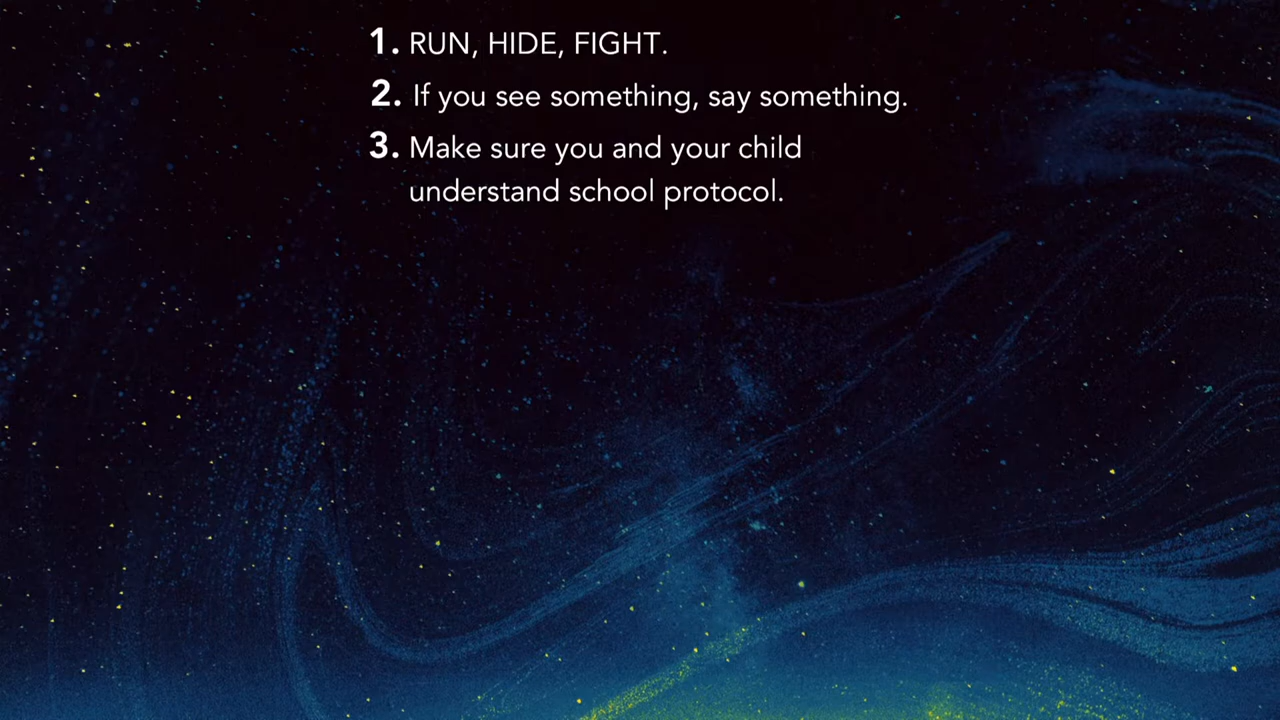 1. RUN, HIDE, FIGHT.
2. If you see something, say something.
3. Make sure you and your child
understand school protocol.